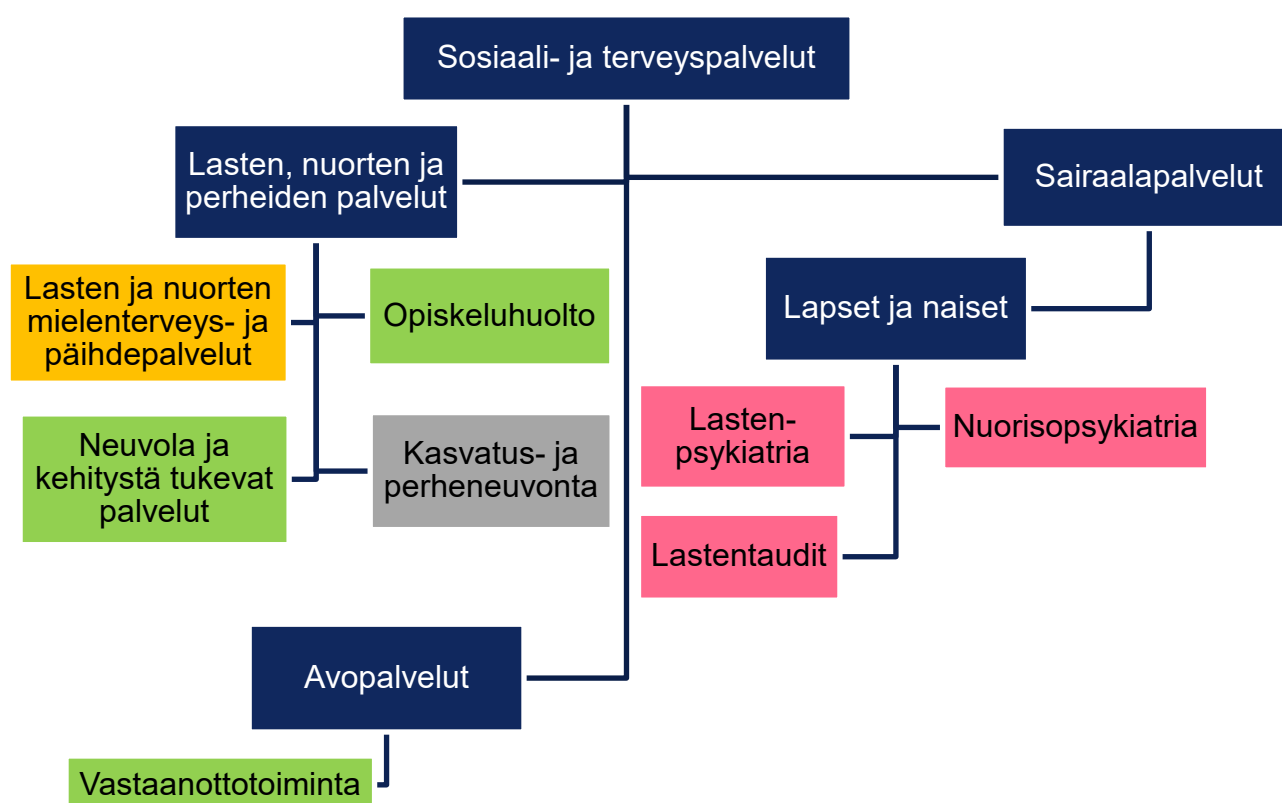 Sosiaali- ja terveyspalvelut
Lasten, nuorten ja
perheiden palvelut
Sairaalapalvelut
Lasten ja nuorten
mielenterveys- ja
päihdepalvelut
Opiskeluhuolto
Lapset ja naiset
Neuvola ja
kehitystä tukevat
palvelut
Kasvatus- ja
perheneuvonta
Lasten-
psykiatria
Nuorisopsykiatria
Lastentaudit
Avopalvelut
Vastaanottotoiminta